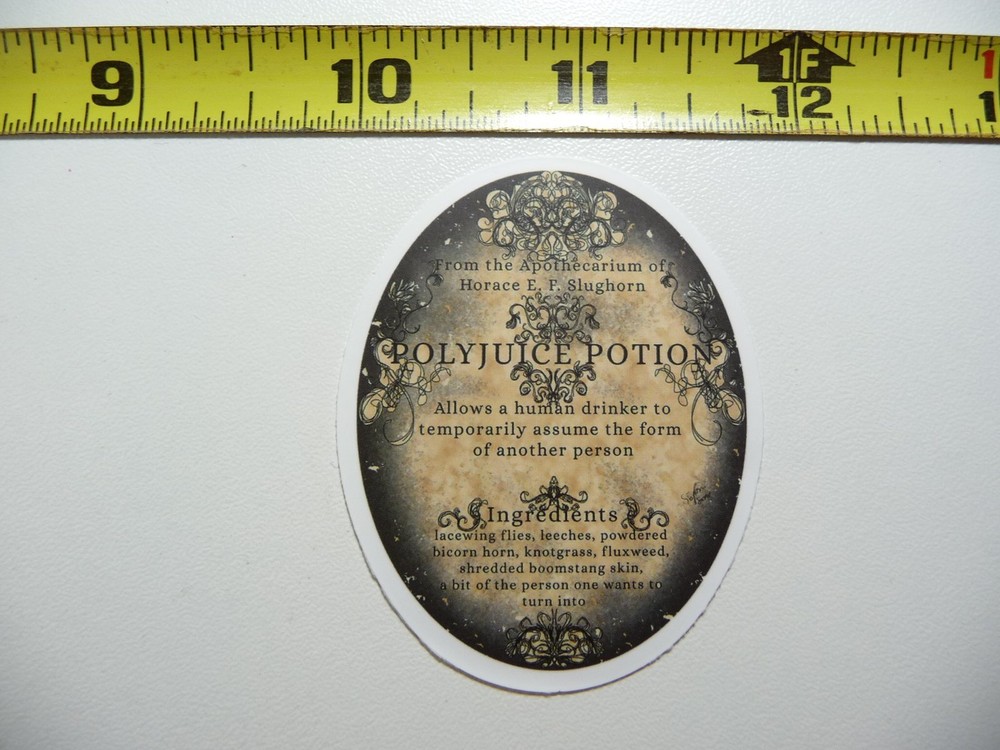 9 10 11 1F 12
From the Apothecarium of
Horace E. F. Slughorn
POLYJUICE POTION
Allows a human drinker to
temporarily assume the form
of another person
Ingredients
lacewing flies, leeches, powdered
bicorn horn, knotgrass, fluxweed,
shredded boomstang skin,
a bit of the person one wants to
turn into